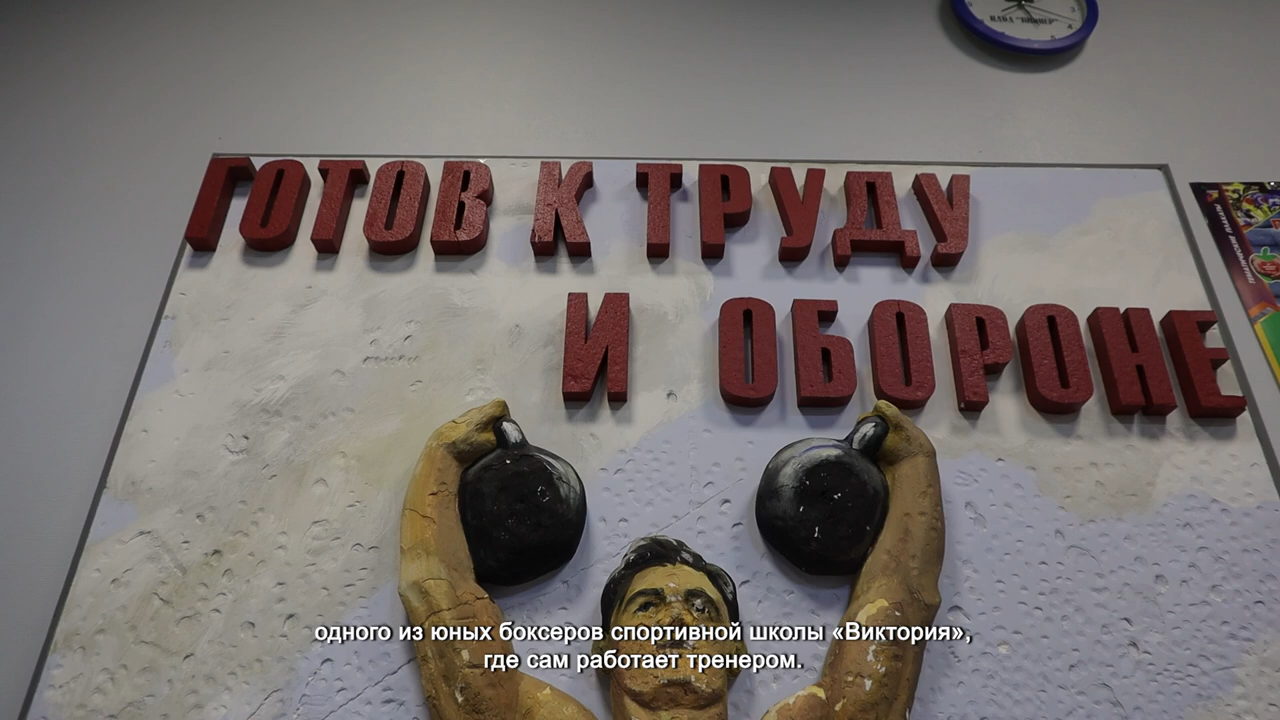 ГОТОВ К ТРУДУ
И ОБОРОНЕ
одного из юных боксеров спортивной школы «Виктория»,
где сам работает тренером.